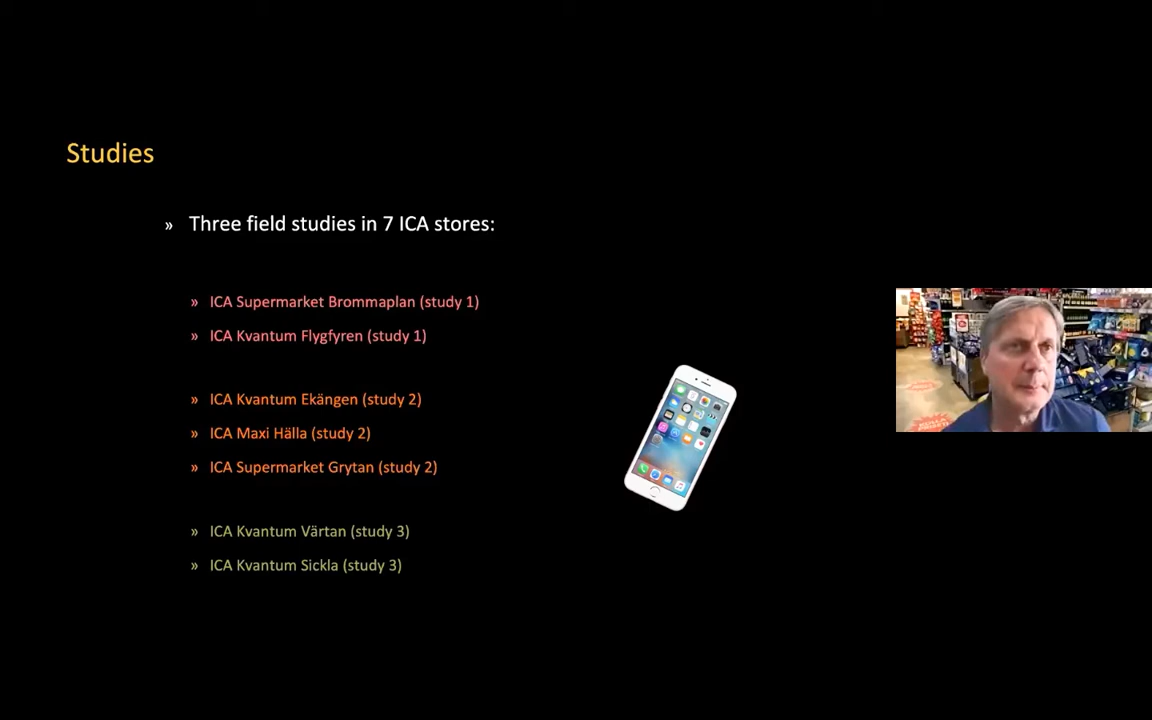 Studies
» Three field studies in 7 ICA stores:
» ICA Supermarket Brommaplan (study 1)
» ICA Kvantum Flygfyren (study 1)
» ICA Kvantum Ekängen (study 2)
» ICA Maxi Hälla (study 2)
» ICA Supermarket Grytan (study 2)
» ICA Kvantum Värtan (study 3)
» ICA Kvantum Sickla (study 3)